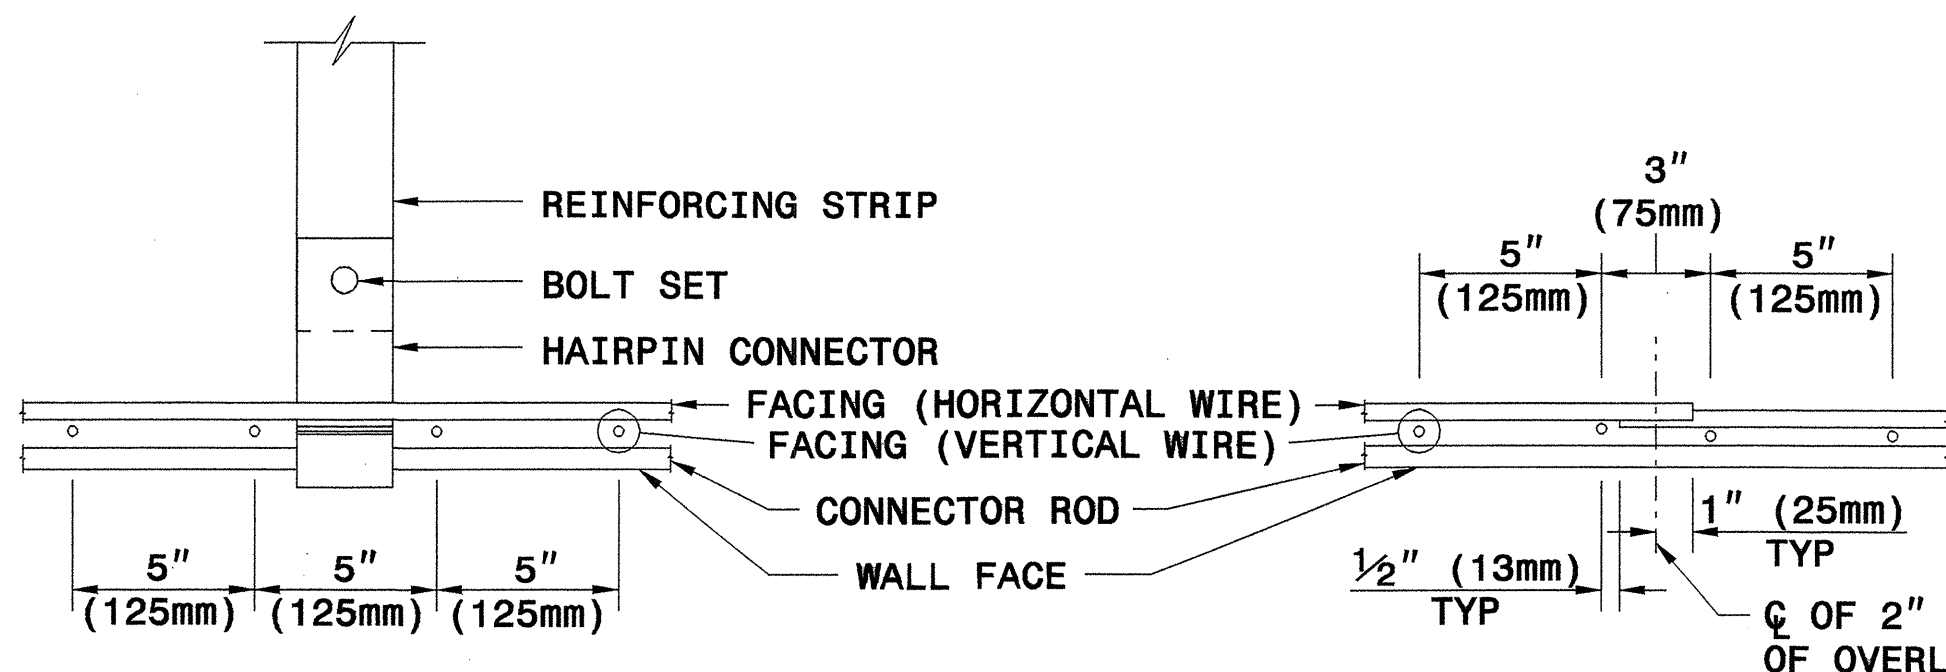 REINFORCING STRIP
BOLT SET
HAIRPIN CONNECTOR
FACING (HORIZONTAL WIRE)
FACING (VERTICAL WIRE)
CONNECTOR ROD
WALL FACE
5"
(125mm)
5"
(125mm)
5"
(125mm)
3"
(75mm)
5"
(125mm)
5"
(125mm)
1" (25mm)
TYP
½" (13mm)
TYP
℄ OF 2"
OF